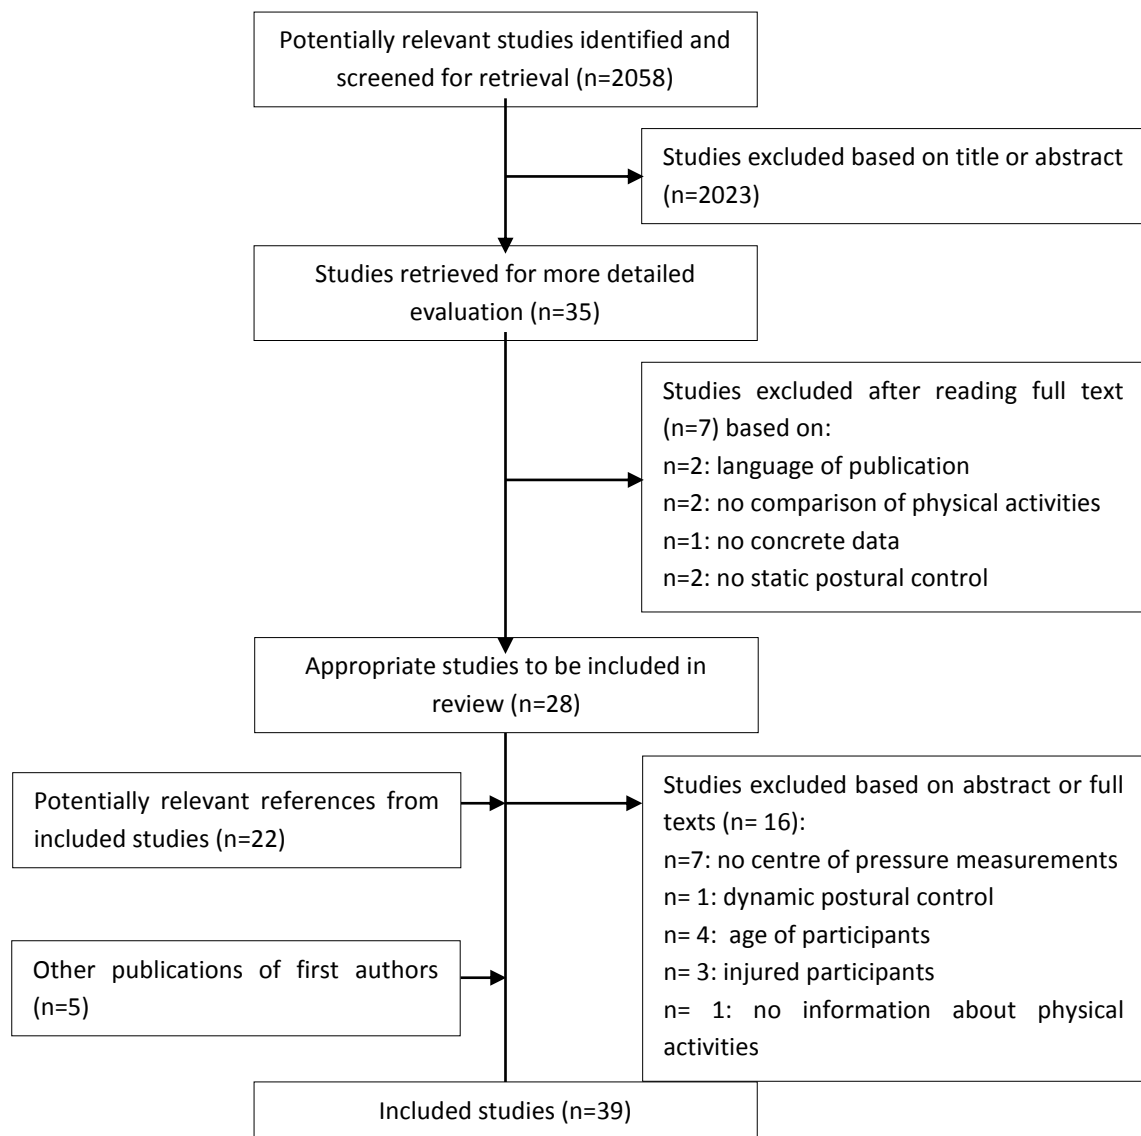 Potentially relevant studies identified and
screened for retrieval (n=2058)
Studies excluded based on title or abstract
(n=2023)
Studies retrieved for more detailed
evaluation (n=35)
Studies excluded after reading full text
(n=7) based on:
n=2: language of publication
n=2: no comparison of physical activities
n=1: no concrete data
n=2: no static postural control
Appropriate studies to be included in
review (n=28)
Potentially relevant references from
included studies (n=22)
Studies excluded based on abstract or full
texts (n= 16):
n=7: no centre of pressure measurements
n= 1: dynamic postural control
n= 4:  age of participants
n= 3: injured participants
n= 1: no information about physical
activities
Other publications of first authors
(n=5)
Included studies (n=39)